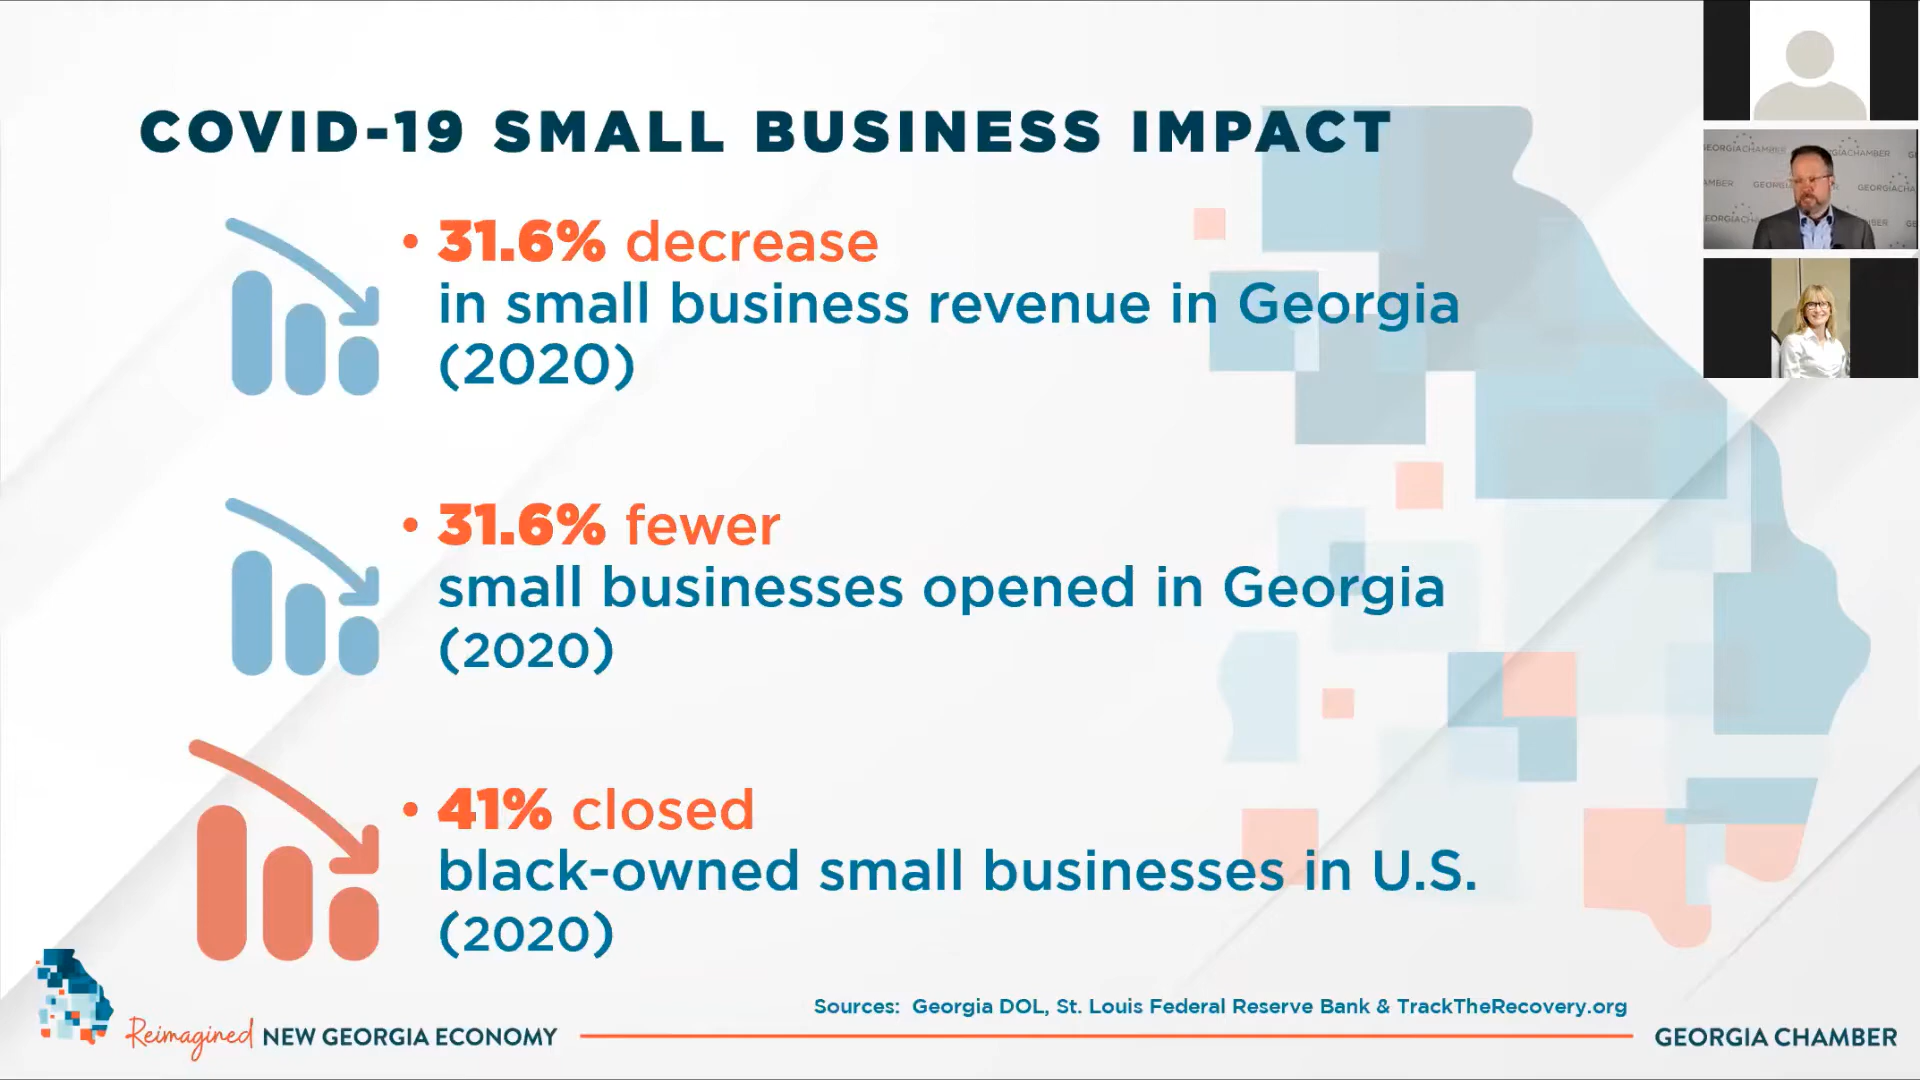 COVID-19 SMALL BUSINESS IMPACT
• 31.6% decrease
in small business revenue in Georgia
(2020)
• 31.6% fewer
small businesses opened in Georgia
(2020)
• 41% closed
black-owned small businesses in U.S.
(2020)
Sources: Georgia DOL, St. Louis Federal Reserve Bank & TrackTheRecovery.org
Reimagined NEW GEORGIA ECONOMY
GEORGIA CHAMBER